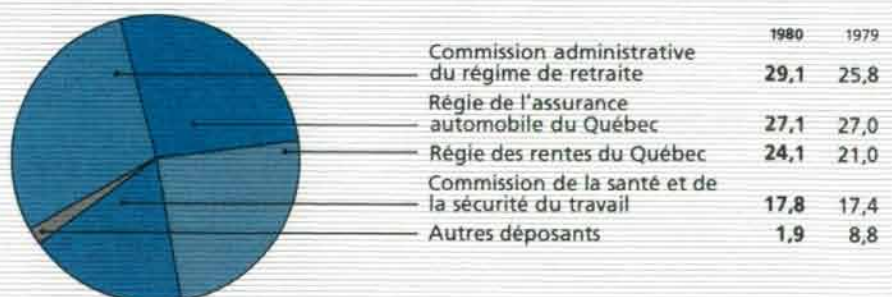 1980 1979
Commission administrative
du régime de retraite 29,1 25,8
Régie de l'assurance
automobile du Québec 27,1 27,0
Régie des rentes du Québec 24,1 21,0
Commission de la santé et de
la sécurité du travail 17,8 17,4
Autres déposants 1,9 8,8